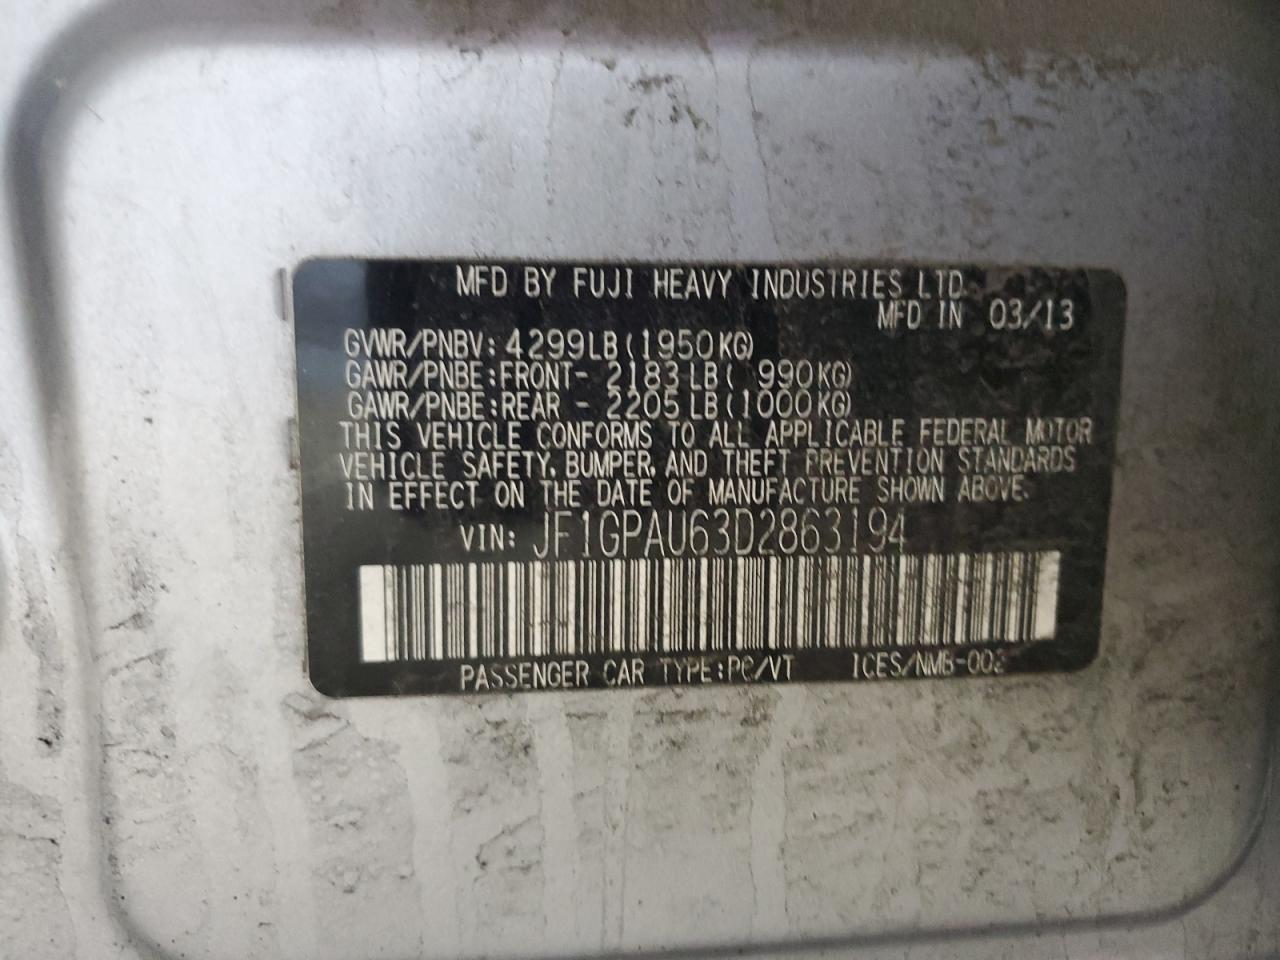 MFD BY FUJI HEAVY INDUSTRIES LTD.
MFD IN 03/13
GVWR/PNBV: 4299LB(1950KG)
GAWR/PNBE:FRONT- 2183LB( 990KG)
GAWR/PNBE:REAR - 2205LB(1000KG)
THIS VEHICLE CONFORMS TO ALL APPLICABLE FEDERAL MOTOR
VEHICLE SAFETY, BUMPER, AND THEFT PREVENTION STANDARDS
IN EFFECT ON THE DATE OF MANUFACTURE SHOWN ABOVE.
VIN: JF1GPAU63D2863194
PASSENGER CAR TYPE:PC/VT ICES/NMB-002